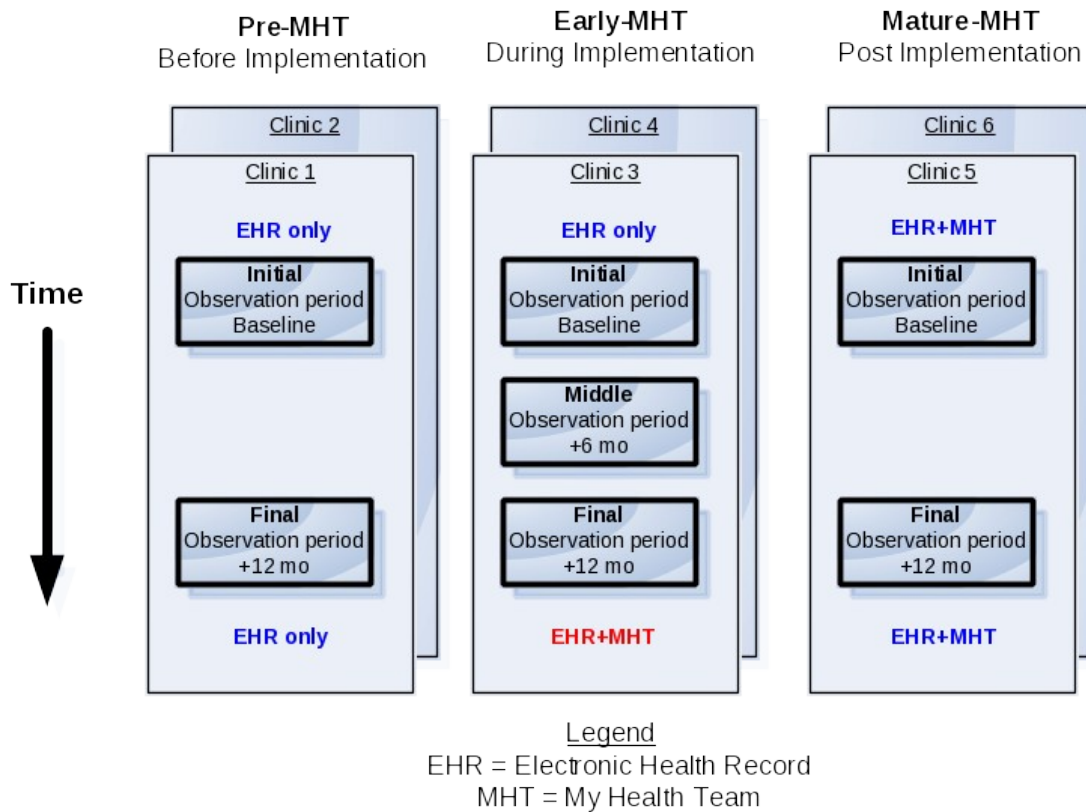 Pre-MHT
Before Implementation
Early-MHT
During Implementation
Mature-MHT
Post Implementation
Time
Clinic 2
Clinic 1
EHR only
Initial
Observation period
Baseline
Final
Observation period
+12 mo
EHR only
Clinic 4
Clinic 3
EHR only
Initial
Observation period
Baseline
Middle
Observation period
+6 mo
Final
Observation period
+12 mo
EHR+MHT
Clinic 6
Clinic 5
EHR+MHT
Initial
Observation period
Baseline
Final
Observation period
+12 mo
EHR+MHT
Legend
EHR = Electronic Health Record
MHT = My Health Team